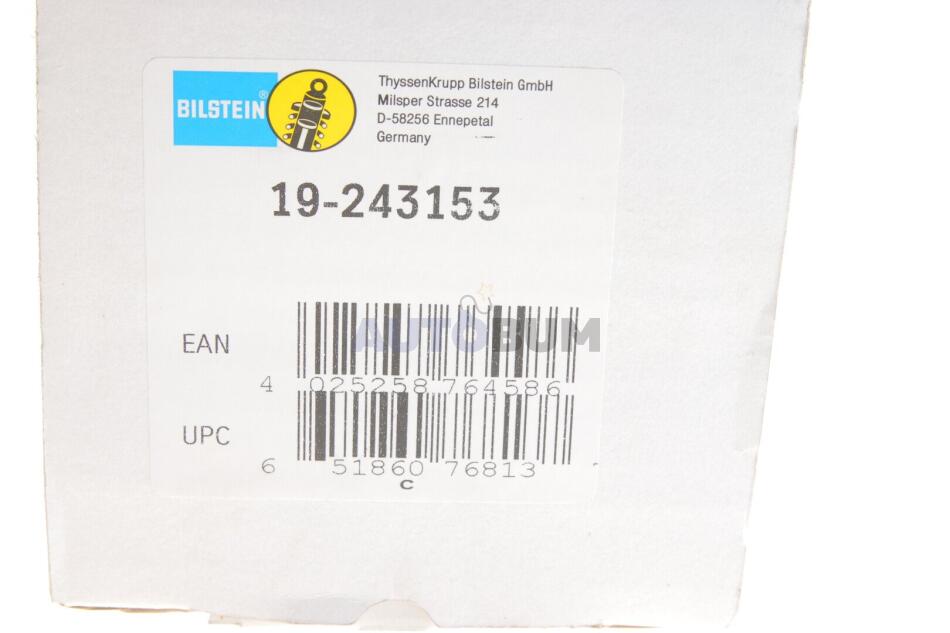 BILSTEIN®
ThyssenKrupp Bilstein GmbH
Milsper Strasse 214
D-58256 Ennepetal
Germany
19-243153
AUTOBUM
EAN
4 025258 764586
UPC
6 51860 76813
C